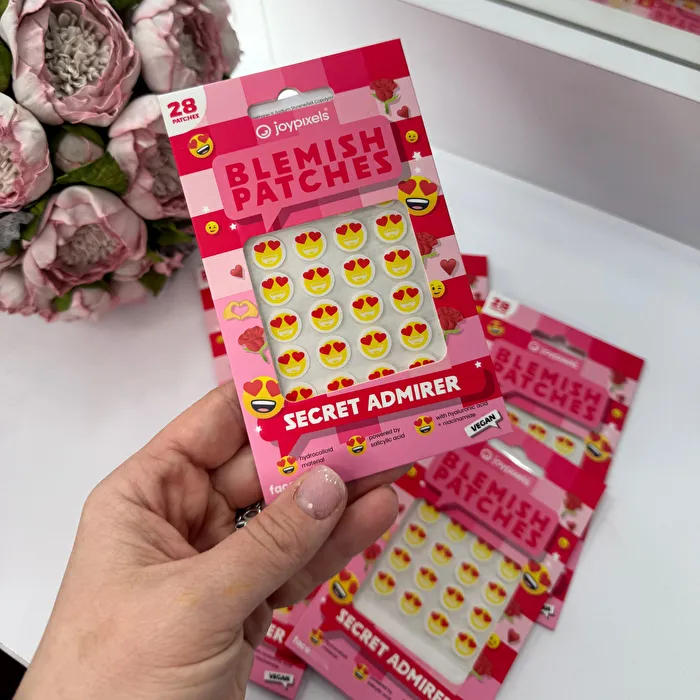 28
PATCHES
joypixels®
BLEMISH
PATCHES
SECRET ADMIRER
hydrocolloid
material
powered by
salicylic acid
with hyaluronic acid
+ niacinamide
VEGAN
28
joypixels
BLEMISH
PATCHES
joypixels
BLEMISH
PATCHES
SECRET ADMIRER
VEGAN
VEGAN